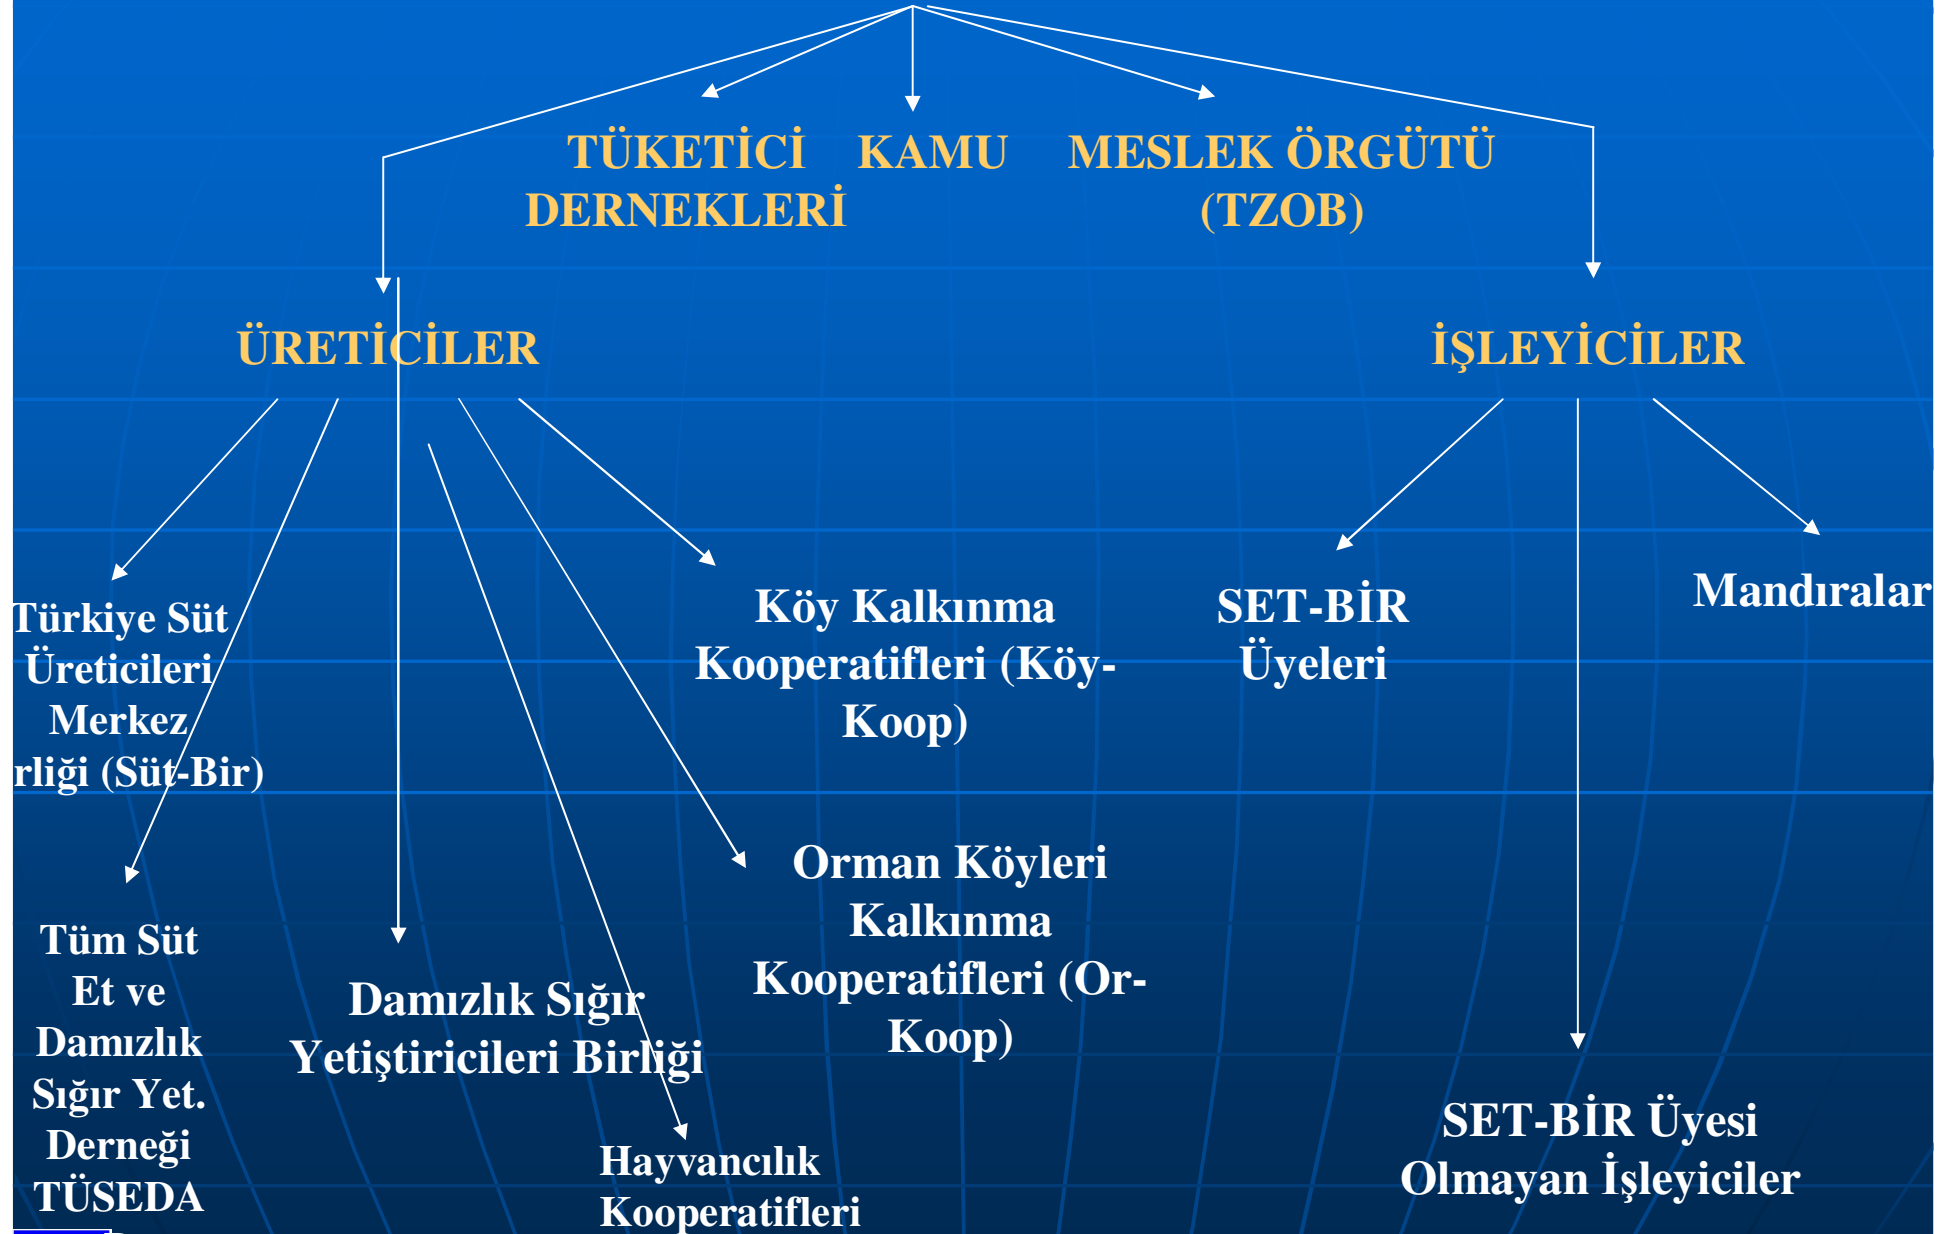 TÜKETİCİ
DERNEKLERİ
KAMU
MESLEK ÖRGÜTÜ
(TZOB)
ÜRETİCİLER
İŞLEYİCİLER
Türkiye Süt
Üreticileri
Merkez
rliği (Süt-Bir)
Köy Kalkınma
Kooperatifleri (Köy-
Koop)
SET-BİR
Üyeleri
Mandıralar
Tüm Süt
Et ve
Damızlık
Sığır Yet.
Derneği
TÜSEDA
Damızlık Sığır
Yetiştiricileri Birliği
Orman Köyleri
Kalkınma
Kooperatifleri (Or-
Koop)
Hayvancılık
Kooperatifleri
SET-BİR Üyesi
Olmayan İşleyiciler